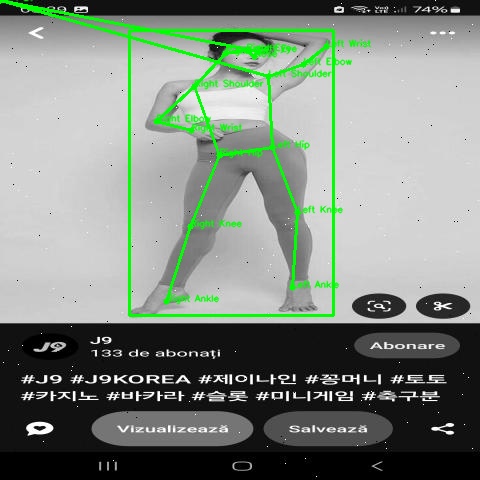 74%
Left Wrist
Left Elbow
Left Shoulder
Right Shoulder
Right Elbow
Right Wrist
Left Hip
Right Hip
Left Knee
Right Knee
Left Ankle
Right Ankle
J9
J9
133 de abonați
Abonare
#J9 #J9KOREA #제이나인 #꽁머니 #토토
#카지노 #바카라 #슬롯 #미니게임 #축구분
Vizualizează
Salvează